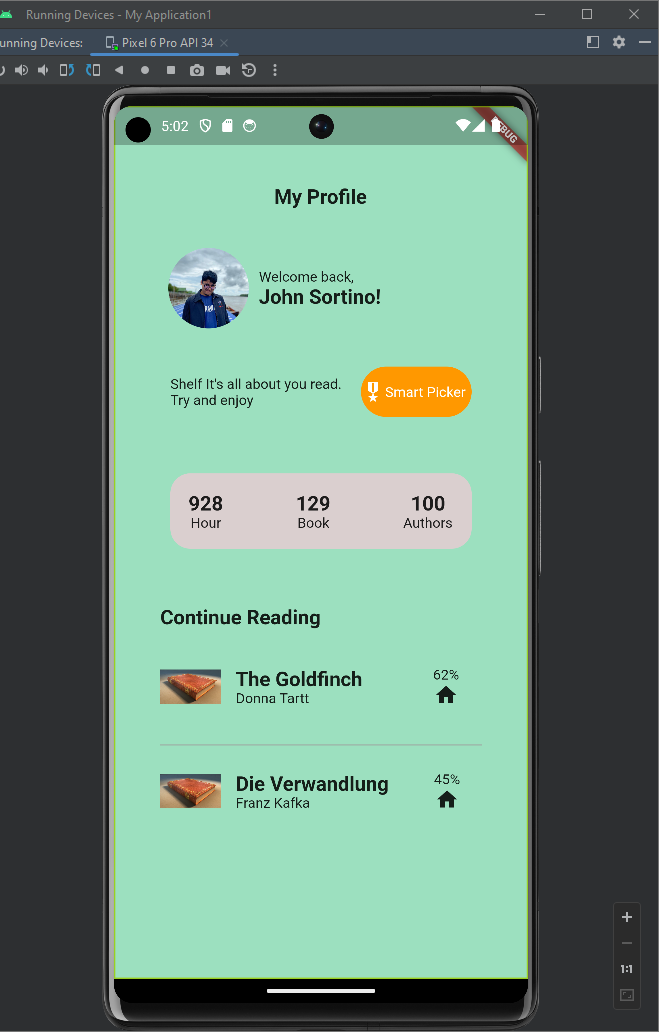 Running Devices - My Application1
unning Devices:
Pixel 6 Pro API 34
5:02
BUG
My Profile
Welcome back,
John Sortino!
Shelf It's all about you read.
Try and enjoy
Smart Picker
928 129 100
Hour Book Authors
Continue Reading
The Goldfinch
Donna Tartt
62%
Die Verwandlung
Franz Kafka
45%
1:1